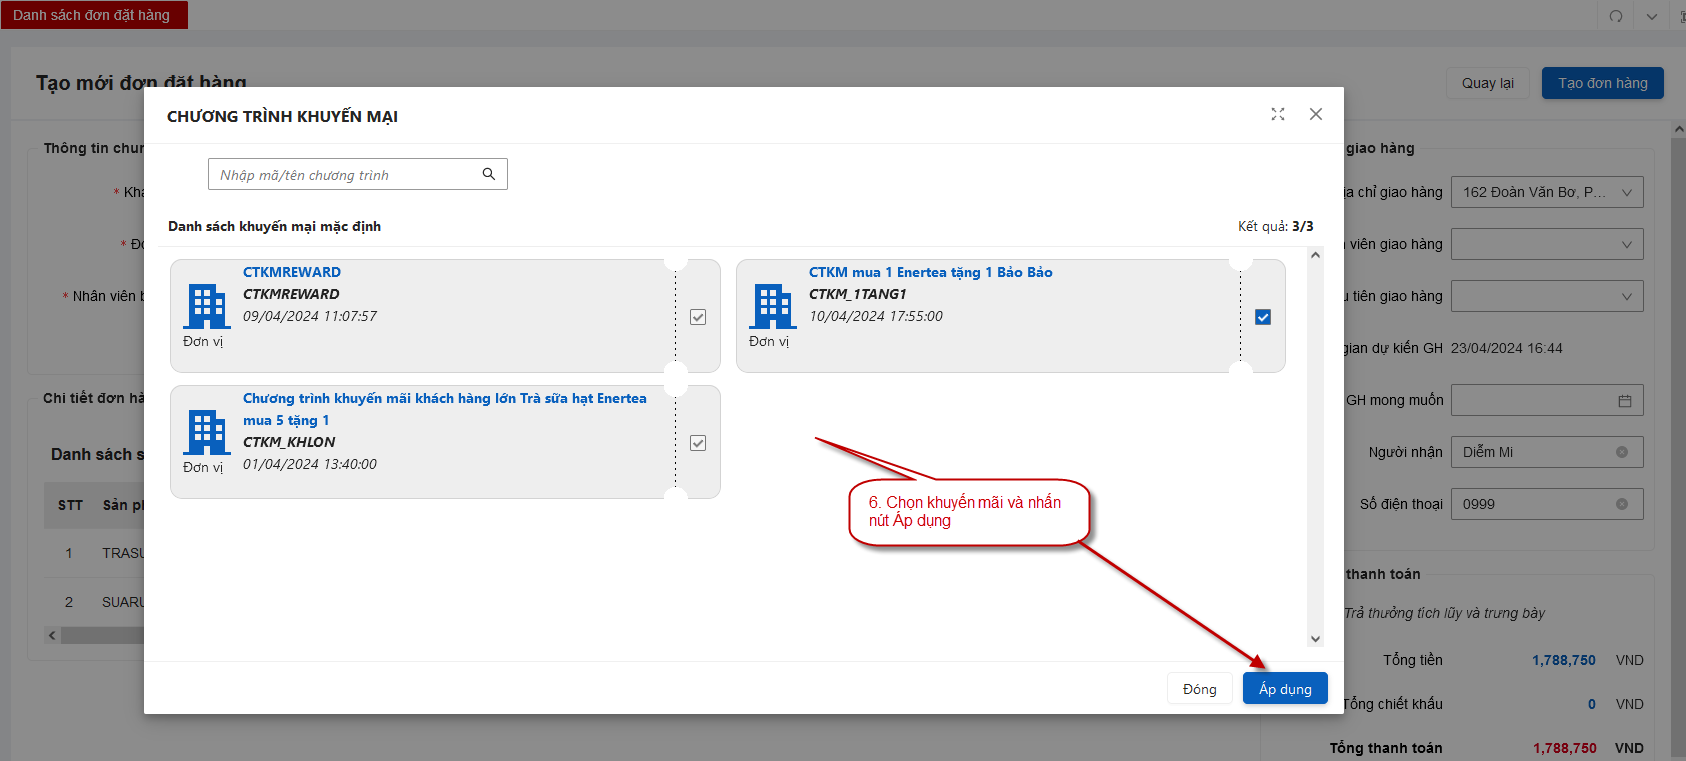 Danh sách đơn đặt hàng
Tạo mới đơn đặt hàng
Quay lại
Tạo đơn hàng
CHƯƠNG TRÌNH KHUYẾN MẠI
Nhập mã/tên chương trình
Danh sách khuyến mại mặc định
Kết quả: 3/3
CTKMREWARD
CTKMREWARD
09/04/2024 11:07:57
Đơn vị
CTKM mua 1 Enertea tặng 1 Bảo Bảo
CTKM_1TANG1
10/04/2024 17:55:00
Đơn vị
Chương trình khuyến mãi khách hàng lớn Trà sữa hạt Enertea
mua 5 tặng 1
CTKM_KHLON
01/04/2024 13:40:00
Đơn vị
6. Chọn khuyến mãi và nhấn
nút Áp dụng
Đóng
Áp dụng
Thông tin chun
* Kha
* Đơ
* Nhân viên b
Chi tiết đơn hà
Danh sách s
STT Sản ph
1 TRASU
2 SUARU
giao hàng
ịa chỉ giao hàng 162 Đoàn Văn Bơ, P...
viên giao hàng
u tiên giao hàng
gian dự kiến GH 23/04/2024 16:44
GH mong muốn
Người nhận Diễm Mi
Số điện thoại 0999
thanh toán
Trả thưởng tích lũy và trưng bày
Tổng tiền 1,788,750 VND
Tổng chiết khấu 0 VND
Tổng thanh toán 1,788,750 VND